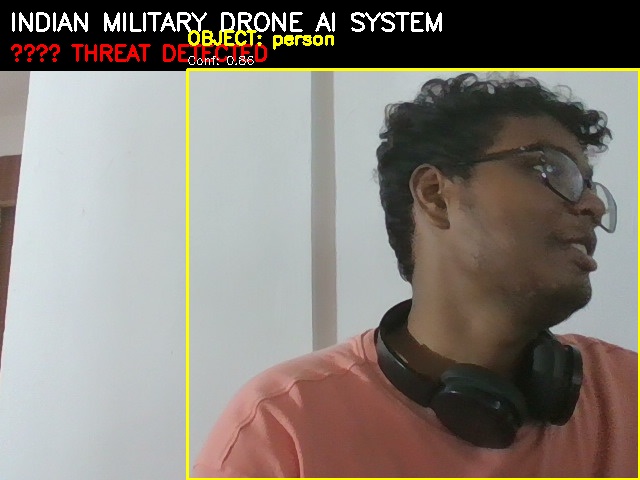 INDIAN MILITARY DRONE AI SYSTEM
???? THREAT DETECTED
OBJECT: person
Conf: 0.86